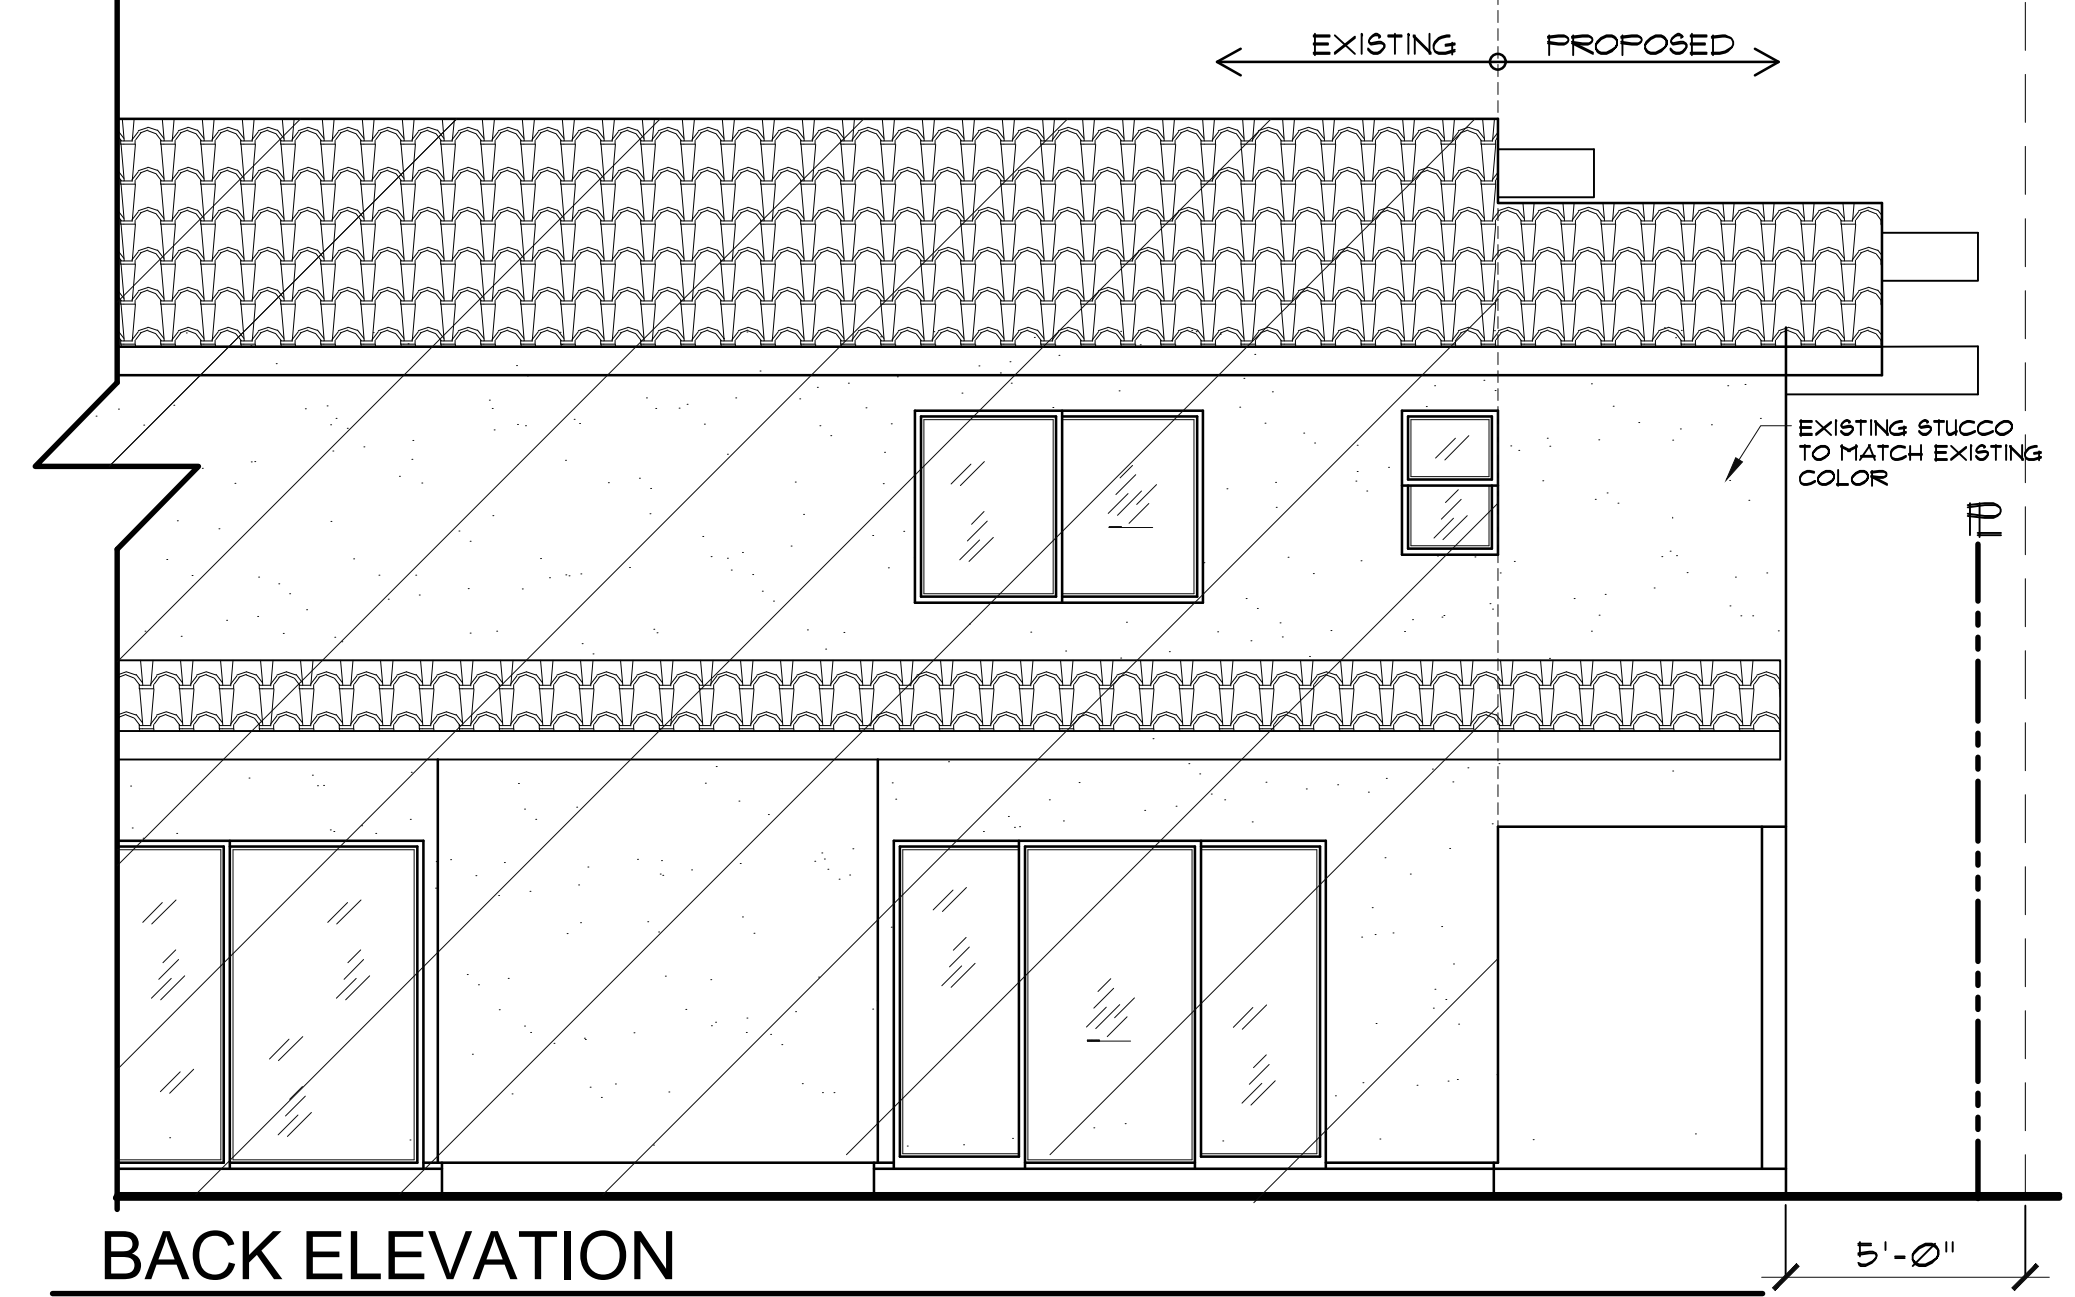 EXISTING PROPOSED
EXISTING STUCCO
TO MATCH EXISTING
COLOR
PL
BACK ELEVATION
5'-0"